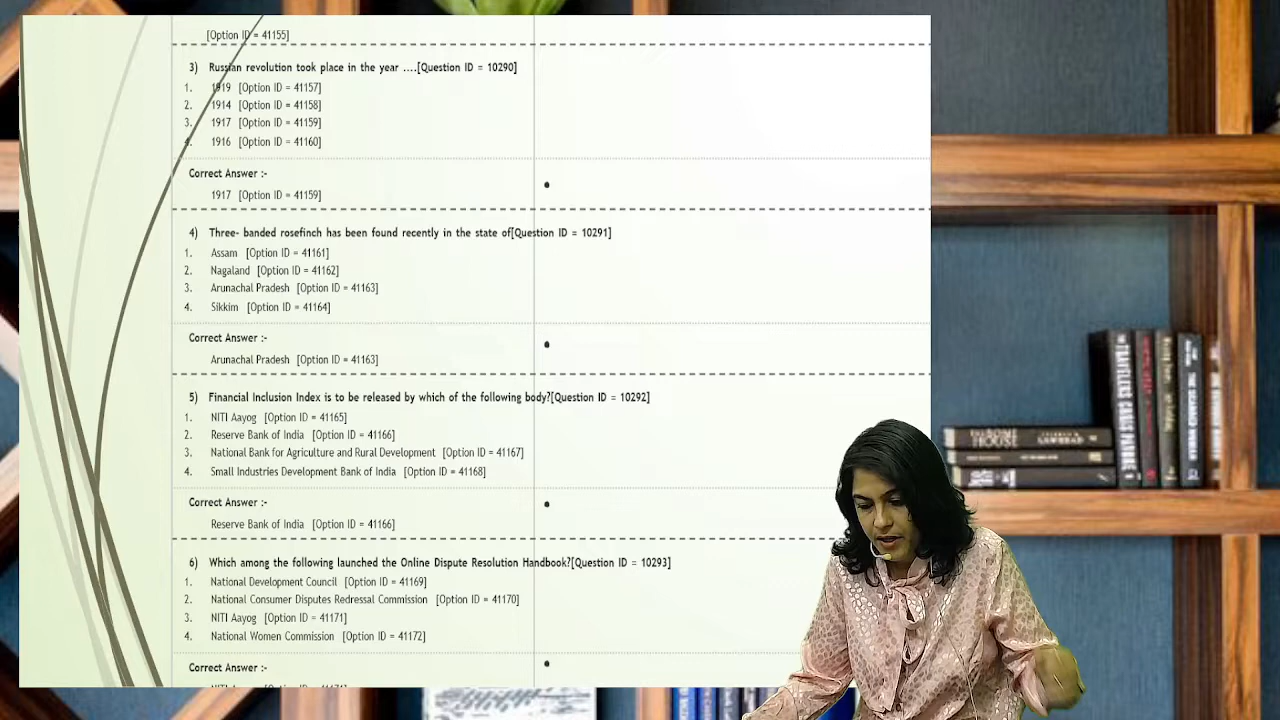 [Option ID = 41155]
3) Russian revolution took place in the year ....[Question ID = 10290]
1. 1919 [Option ID = 41157]
2. 1914 [Option ID = 41158]
3. 1917 [Option ID = 41159]
4. 1916 [Option ID = 41160]
Correct Answer :-
1917 [Option ID = 41159]
4) Three- banded rosefinch has been found recently in the state of[Question ID = 10291]
1. Assam [Option ID = 41161]
2. Nagaland [Option ID = 41162]
3. Arunachal Pradesh [Option ID = 41163]
4. Sikkim [Option ID = 41164]
Correct Answer :-
Arunachal Pradesh [Option ID = 41163]
5) Financial Inclusion Index is to be released by which of the following body?[Question ID = 10292]
1. NITI Aayog [Option ID = 41165]
2. Reserve Bank of India [Option ID = 41166]
3. National Bank for Agriculture and Rural Development [Option ID = 41167]
4. Small Industries Development Bank of India [Option ID = 41168]
Correct Answer :-
Reserve Bank of India [Option ID = 41166]
6) Which among the following launched the Online Dispute Resolution Handbook?[Question ID = 10293]
1. National Development Council [Option ID = 41169]
2. National Consumer Disputes Redressal Commission [Option ID = 41170]
3. NITI Aayog [Option ID = 41171]
4. National Women Commission [Option ID = 41172]
Correct Answer :-